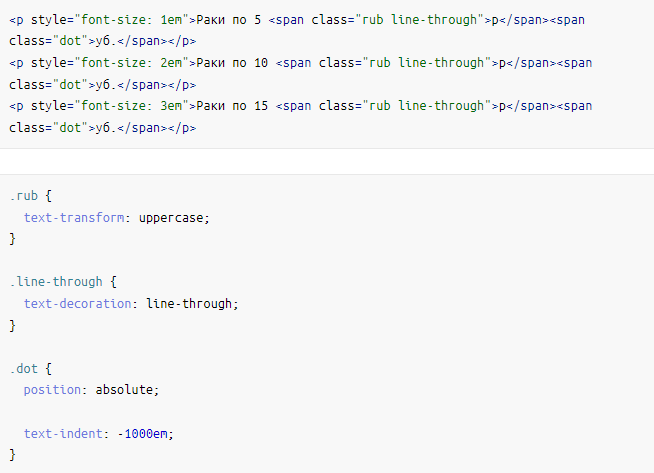 <p style="font-size: 1em">Раки по 5 <span class="rub line-through">р</span><span
class="dot">уб.</span></p>
<p style="font-size: 2em">Раки по 10 <span class="rub line-through">р</span><span
class="dot">уб.</span></p>
<p style="font-size: 3em">Раки по 15 <span class="rub line-through">р</span><span
class="dot">уб.</span></p>
.rub {
  text-transform: uppercase;
}
.line-through {
  text-decoration: line-through;
}
.dot {
  position: absolute;
  text-indent: -1000em;
}